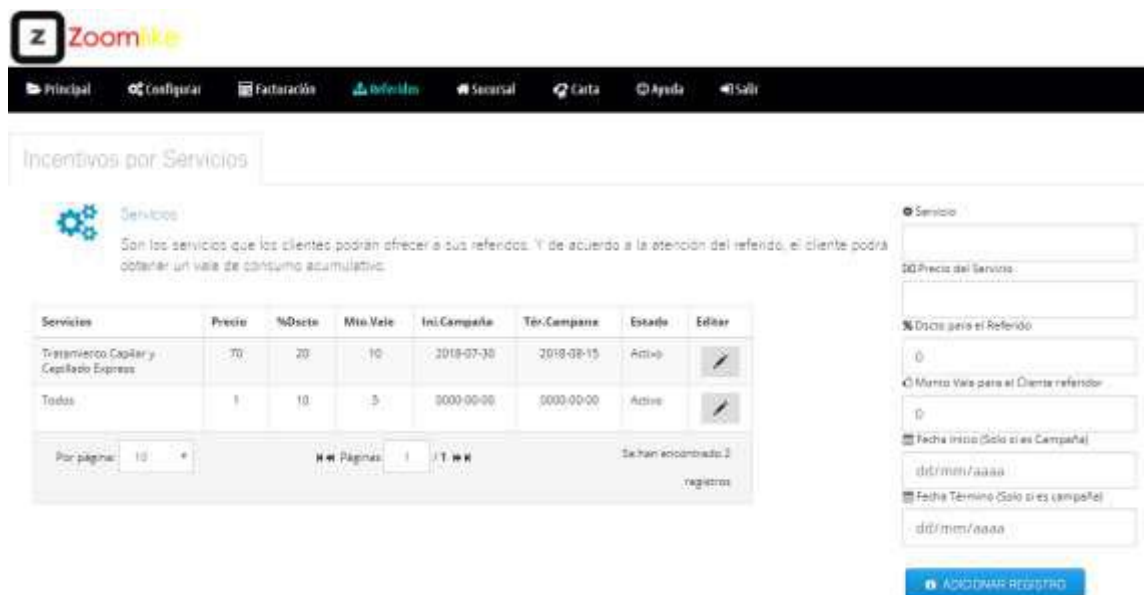 Z Zoomlike
Principal Configurar Facturación Referidos Sucursal Carta Ayuda Salir
Incentivos por Servicios
Servicios
Son los servicios que los clientes podrán ofrecer a sus referidos. Y de acuerdo a la atención del referido, el cliente podrá
obtener un vale de consumo acumulativo.
Servicios Precio %Dscto Mto.Vale Ini.Campaña Tér.Campana Estado Editar
Tratamiento Capilar y
Cepillado Express
70 20 10 2018-07-30 2018-08-15 Activo
Todos 1 10 5 0000-00-00 0000-00-00 Activo
Por página: 10 Páginas: 1 / 1 Se han encontrado 2
registros
Servicio
Precio del Servicio
% Dscto para el Referido
0
Monto Vale para el Cliente referidor
0
Fecha Inicio (Solo si es Campaña)
dd/mm/aaaa
Fecha Término (Solo si es campaña)
dd/mm/aaaa
ADICIONAR REGISTRO